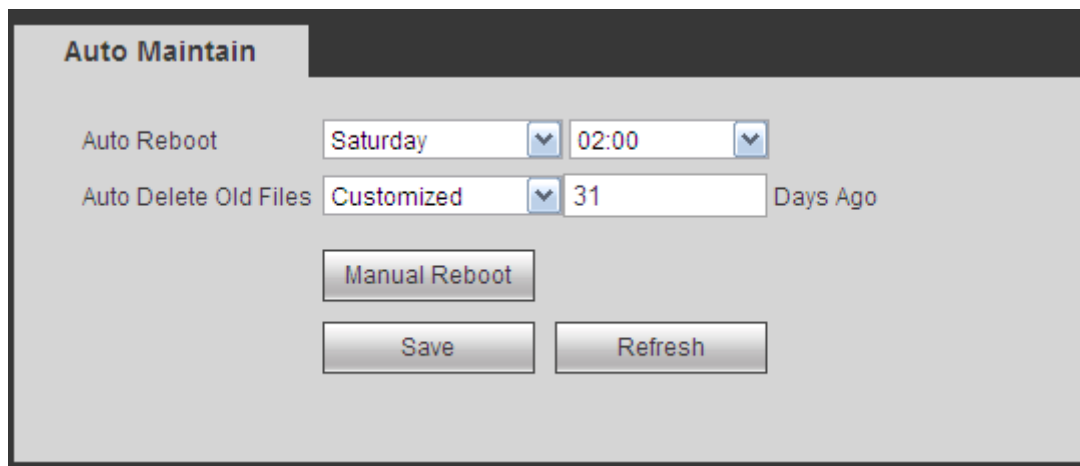 Auto Maintain
Auto Reboot Saturday 02:00
Auto Delete Old Files Customized 31 Days Ago
Manual Reboot
Save Refresh